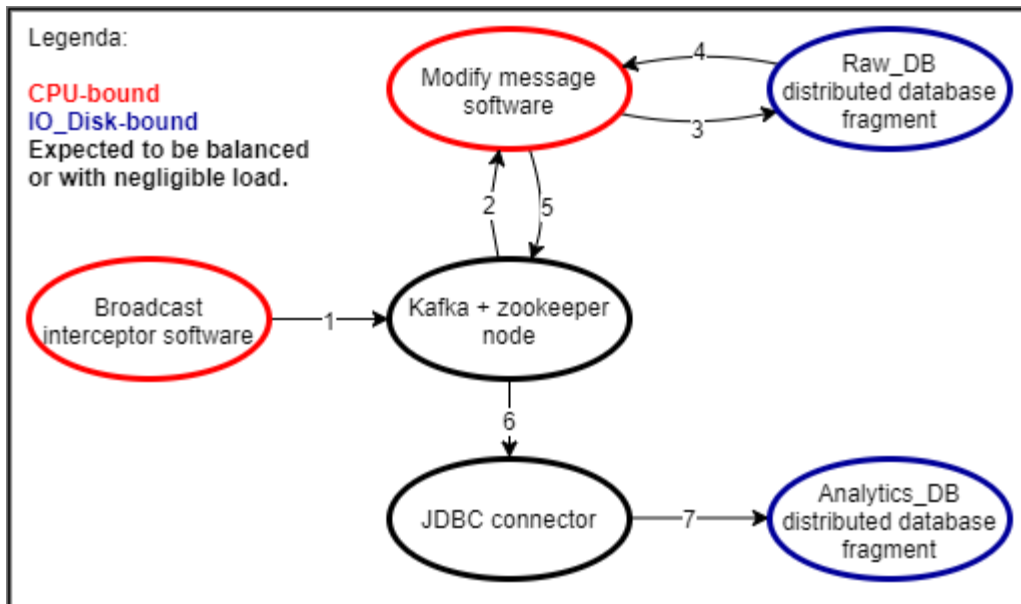 Legenda:
CPU-bound
IO_Disk-bound
Expected to be balanced
or with negligible load.
Modify message
software
4
3
Raw_DB
distributed database
fragment
2
5
Broadcast
interceptor software
1
Kafka + zookeeper
node
6
JDBC connector
7
Analytics_DB
distributed database
fragment